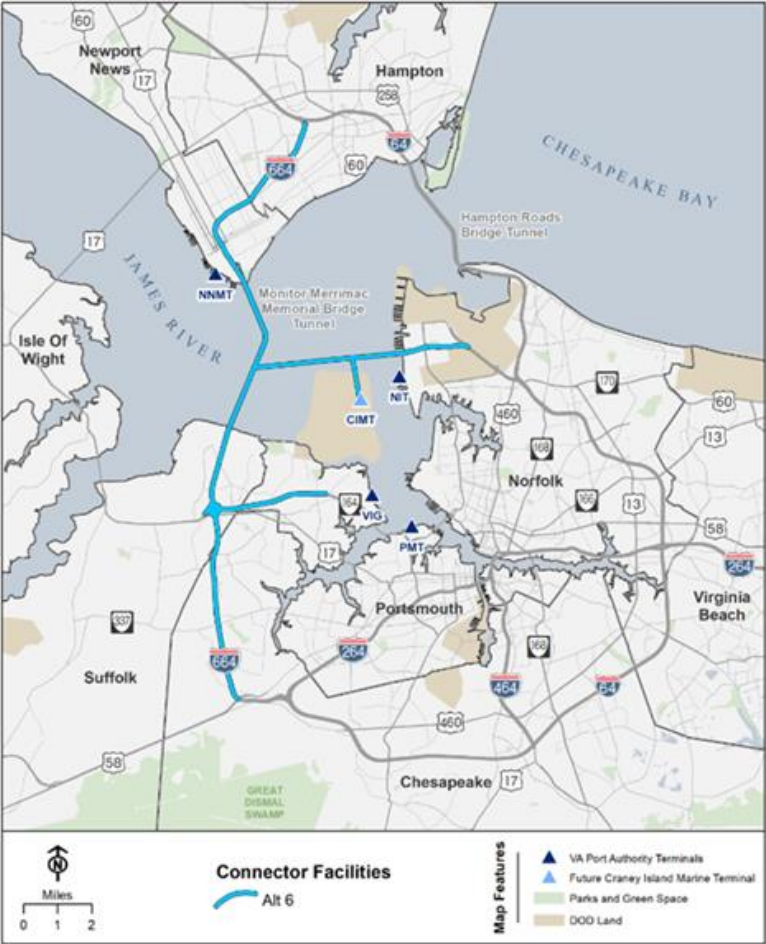 60
Newport
News
17
Hampton
258
64
664
60
CHESAPEAKE BAY
Hampton Roads
Bridge Tunnel
17
JAMES RIVER
NNMT
Monitor Merrimac
Memorial Bridge
Tunnel
Isle Of
Wight
NIT
CIMT
170
60
460
13
168
Norfolk
164
VIG
166
13
PMT
17
58
264
Virginia
Beach
Portsmouth
337
264
168
664
Suffolk
464
64
460
58
Chesapeake
17
GREAT
DISMAL
SWAMP
N
Miles
0 1 2
Connector Facilities
Alt 6
Map Features
VA Port Authority Terminals
Future Craney Island Marine Terminal
Parks and Green Space
DOD Land